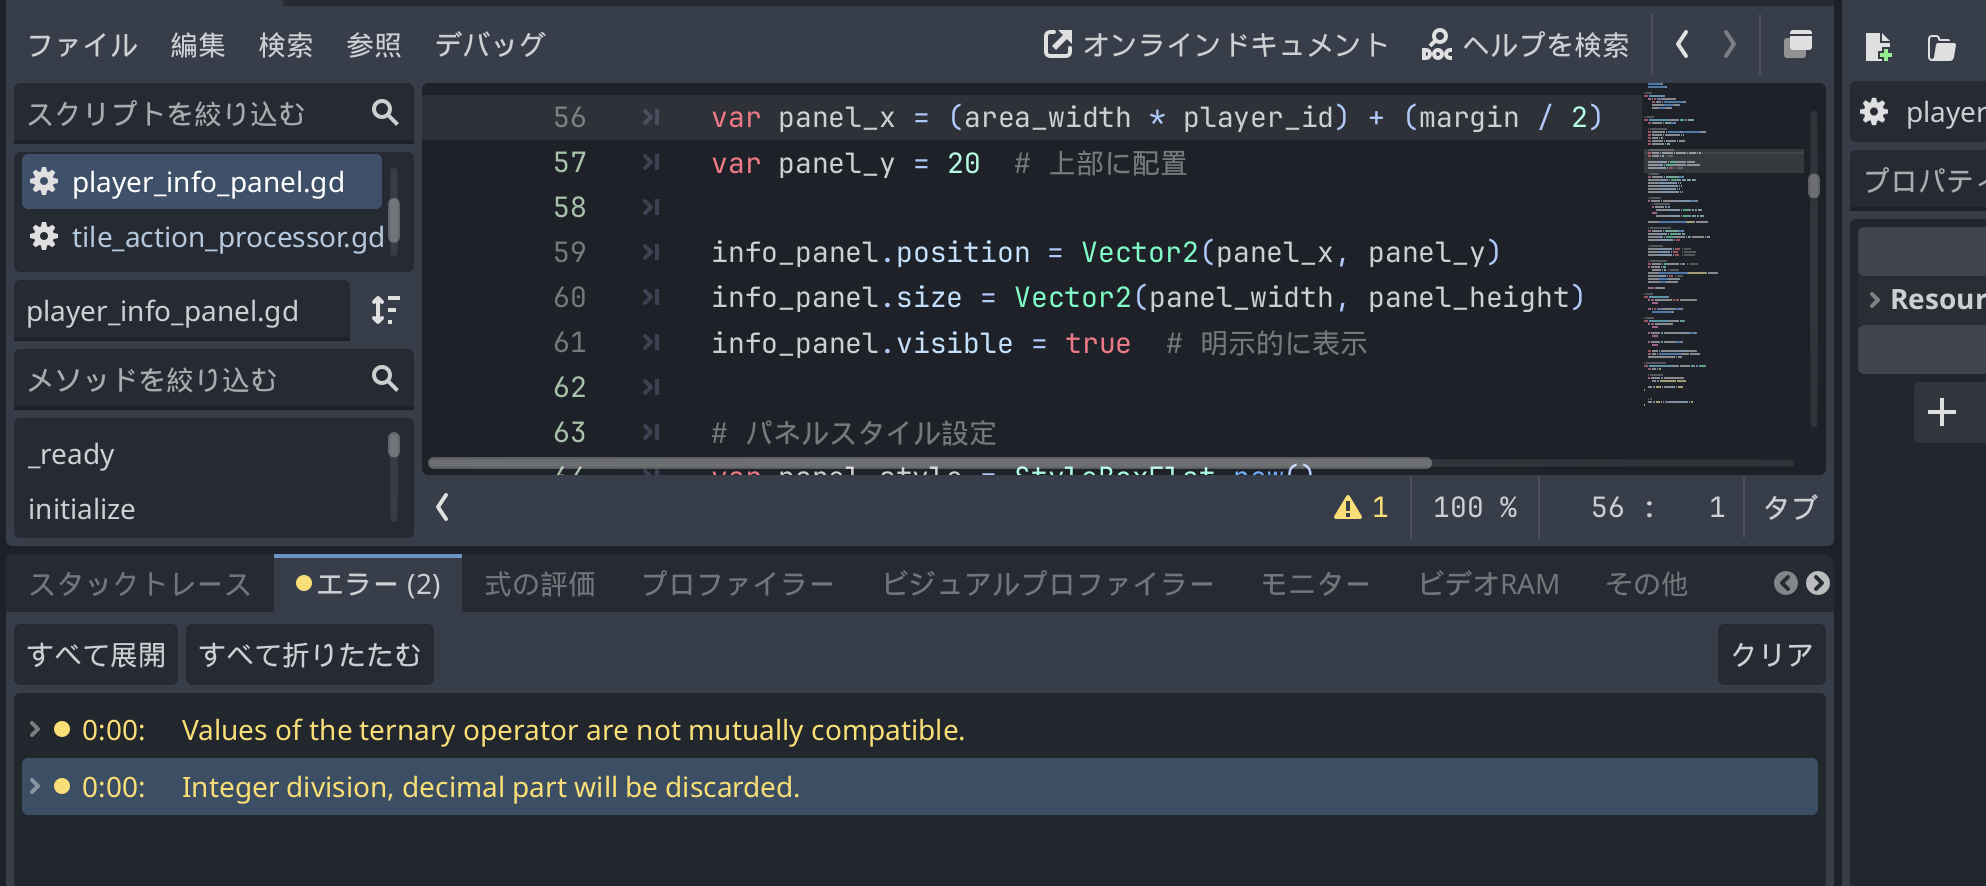 ファイル 編集 検索 参照 デバッグ オンラインドキュメント DOC ヘルプを検索
スクリプトを絞り込む
player_info_panel.gd
tile_action_processor.gd
player_info_panel.gd
メソッドを絞り込む
_ready
initialize
56 var panel_x = (area_width * player_id) + (margin / 2)
57 var panel_y = 20 # 上部に配置
58
59 info_panel.position = Vector2(panel_x, panel_y)
60 info_panel.size = Vector2(panel_width, panel_height)
61 info_panel.visible = true # 明示的に表示
62
63 # パネルスタイル設定
64 var panel_style = StyleBoxFlat.new()
1 100 % 56 : 1 タブ
スタックトレース エラー (2) 式の評価 プロファイラー ビジュアルプロファイラー モニター ビデオRAM その他
すべて展開 すべて折りたたむ クリア
0:00: Values of the ternary operator are not mutually compatible.
0:00: Integer division, decimal part will be discarded.
player
プロパティ
Resour